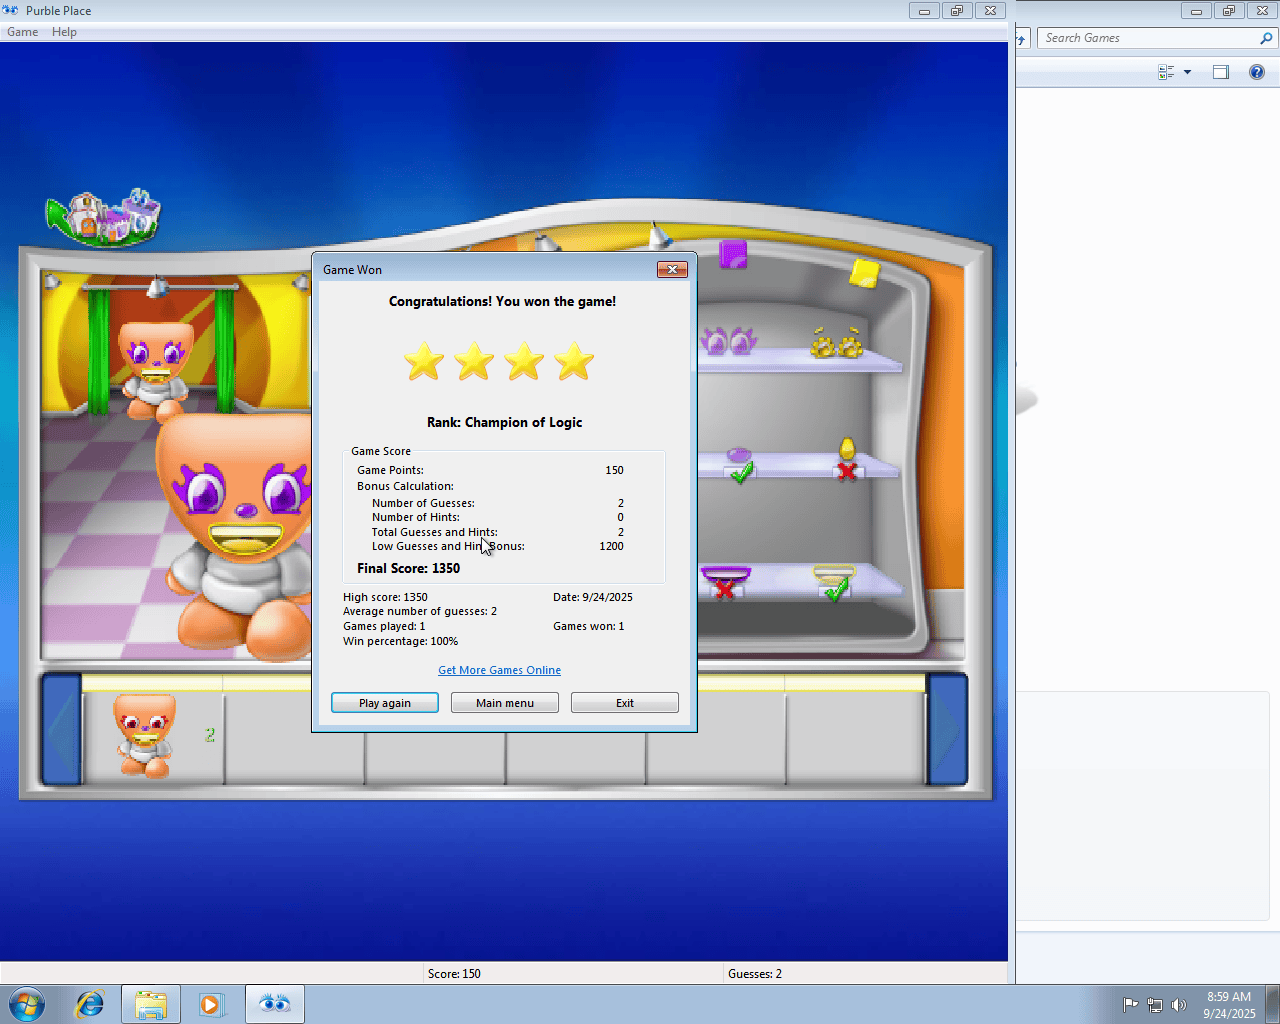 Purble Place
Game Help
Search Games
Game Won
Congratulations! You won the game!
Rank: Champion of Logic
Game Score
Game Points: 150
Bonus Calculation:
Number of Guesses: 2
Number of Hints: 0
Total Guesses and Hints: 2
Low Guesses and Hint Bonus: 1200
Final Score: 1350
High score: 1350 Date: 9/24/2025
Average number of guesses: 2
Games played: 1 Games won: 1
Win percentage: 100%
Get More Games Online
Play again Main menu Exit
2
Score: 150 Guesses: 2
8:59 AM
9/24/2025